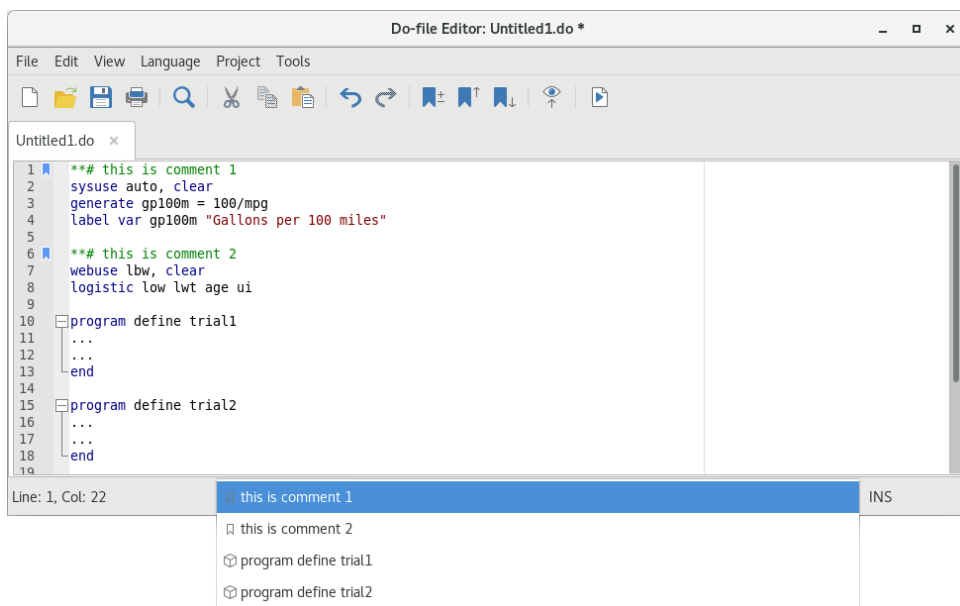 Do-file Editor: Untitled1.do *
File Edit View Language Project Tools
Untitled1.do
1 **# this is comment 1
2 sysuse auto, clear
3 generate gp100m = 100/mpg
4 label var gp100m "Gallons per 100 miles"
5
6 **# this is comment 2
7 webuse lbw, clear
8 logistic low lwt age ui
9
10 program define trial1
11 ...
12 ...
13 end
14
15 program define trial2
16 ...
17 ...
18 end
19
Line: 1, Col: 22 this is comment 1 INS
this is comment 2
program define trial1
program define trial2